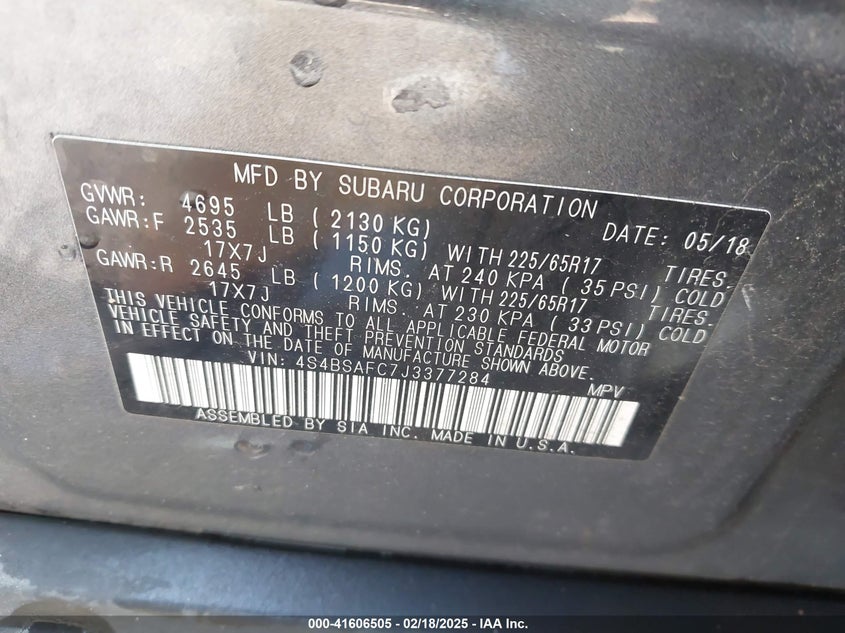 MFD BY SUBARU CORPORATION
GVWR: 4695 LB ( 2130 KG) DATE: 05/18
GAWR:F 2535 LB ( 1150 KG) WITH 225/65R17 TIRES.
17X7J RIMS. AT 240 KPA ( 35 PSI) COLD
GAWR:R 2645 LB ( 1200 KG) WITH 225/65R17 TIRES.
17X7J RIMS. AT 230 KPA ( 33 PSI) COLD
THIS VEHICLE CONFORMS TO ALL APPLICABLE FEDERAL MOTOR
VEHICLE SAFETY AND THEFT PREVENTION STANDARDS
IN EFFECT ON THE DATE OF MANUFACTURE SHOWN ABOVE.
VIN: 4S4BSAFC7J3377284 MPV
ASSEMBLED BY SIA INC. MADE IN U.S.A.
000-41606505 — 02/18/2025 — IAA Inc.